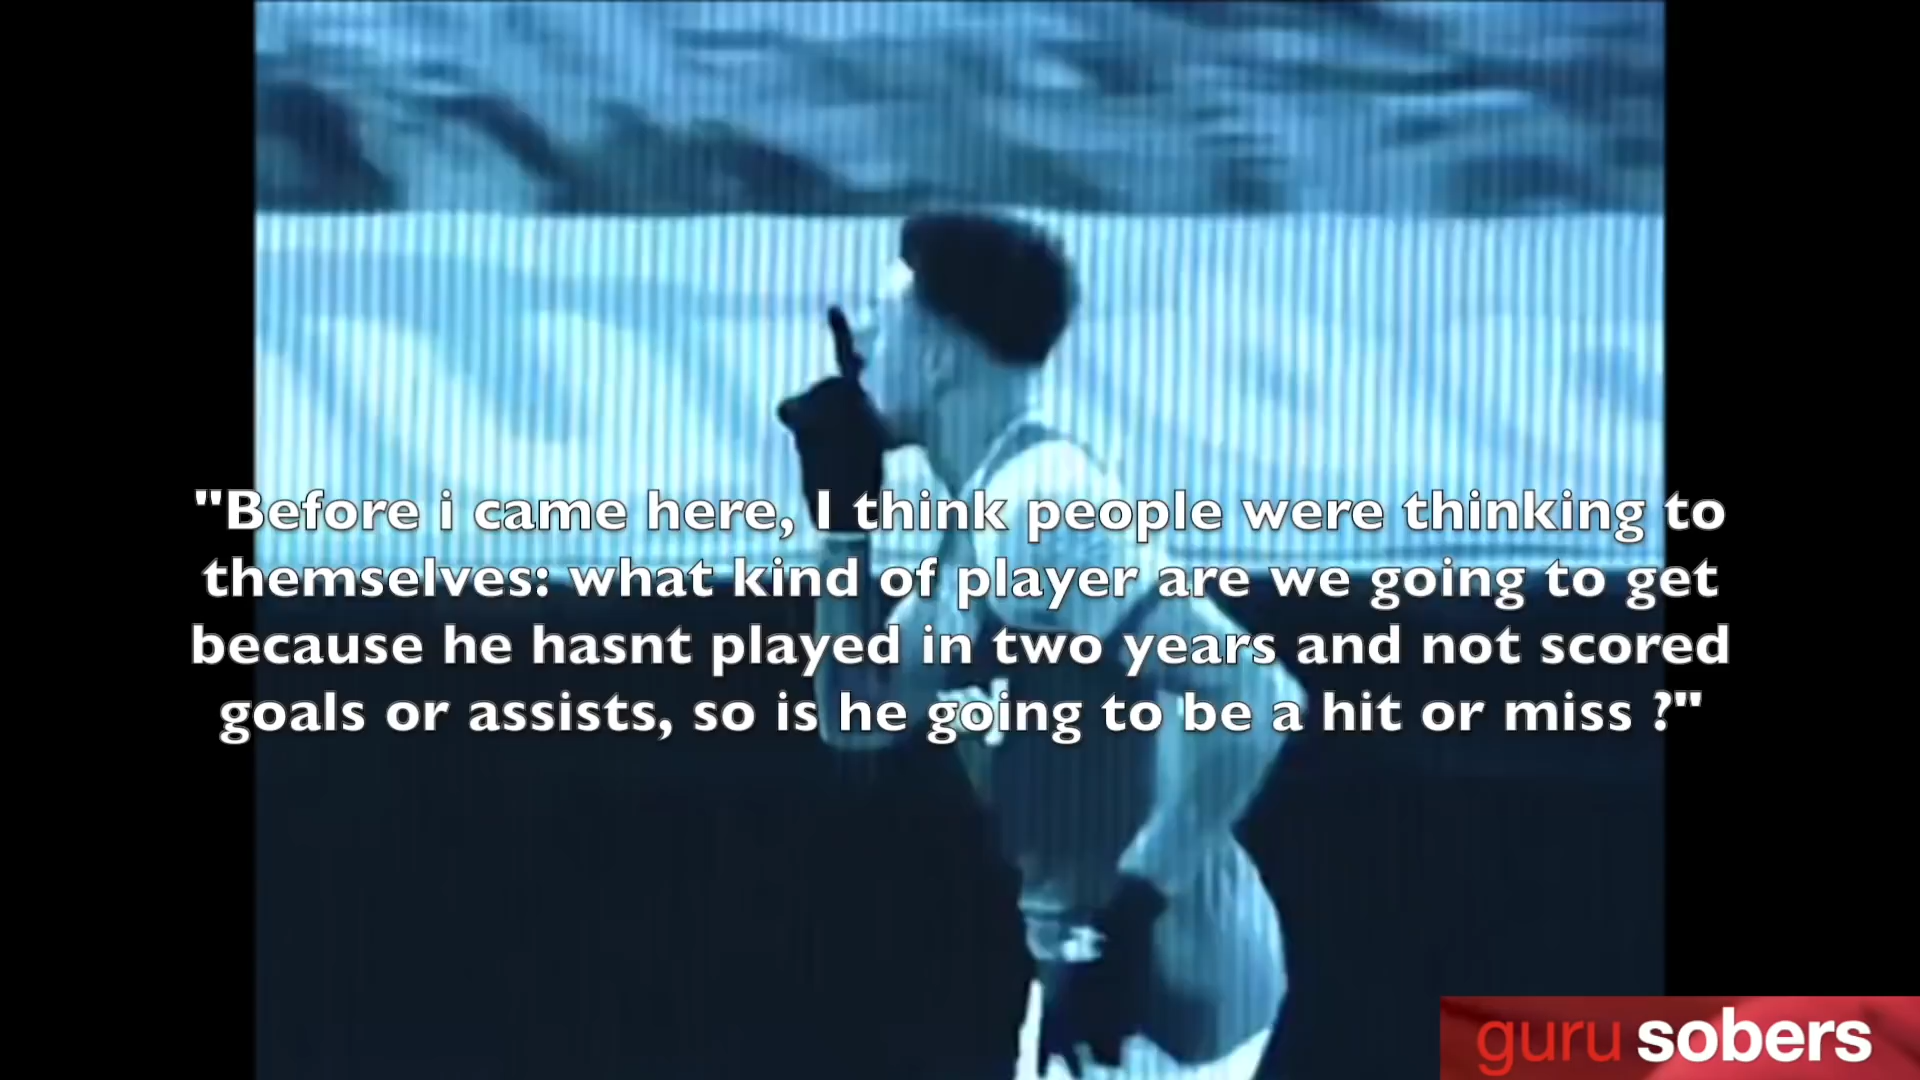 "Before i came here, I think people were thinking to
themselves: what kind of player are we going to get
because he hasnt played in two years and not scored
goals or assists, so is he going to be a hit or miss ?"
guru sobers